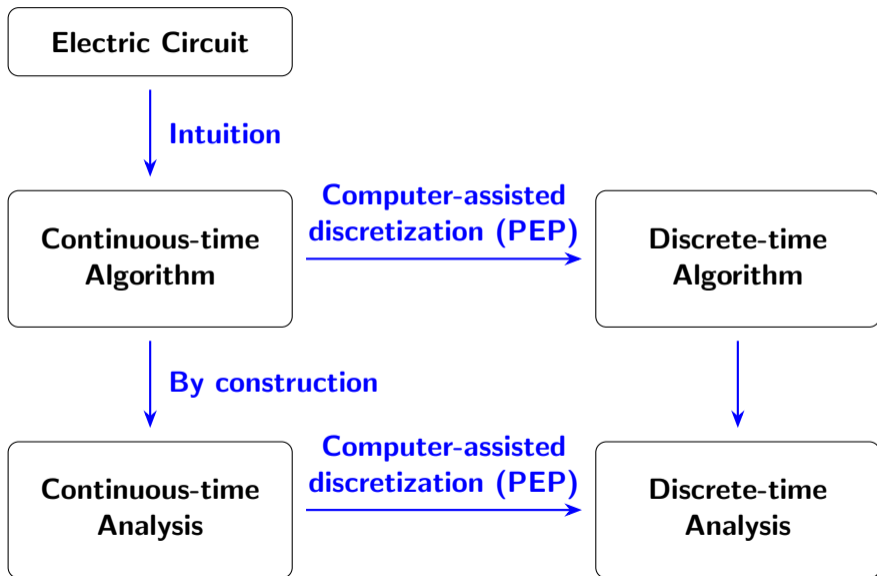 Electric Circuit
Intuition
Computer-assisted
discretization (PEP)
Continuous-time
Algorithm
Discrete-time
Algorithm
By construction
Computer-assisted
discretization (PEP)
Continuous-time
Analysis
Discrete-time
Analysis